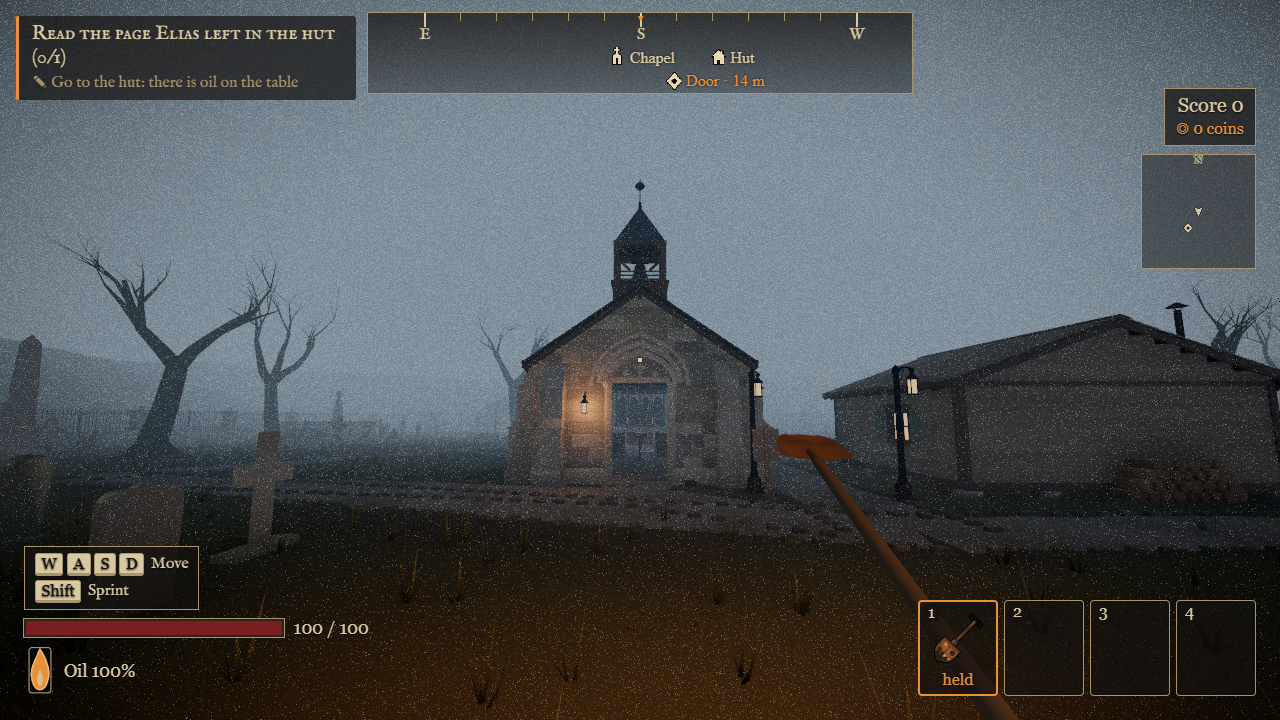 Read the page Elias left in the hut
(0/1)
Go to the hut: there is oil on the table
E
S
W
Chapel
Hut
Door · 14 m
Score 0
0 coins
W A S D Move
Shift Sprint
100 / 100
Oil 100%
1
held
2
3
4